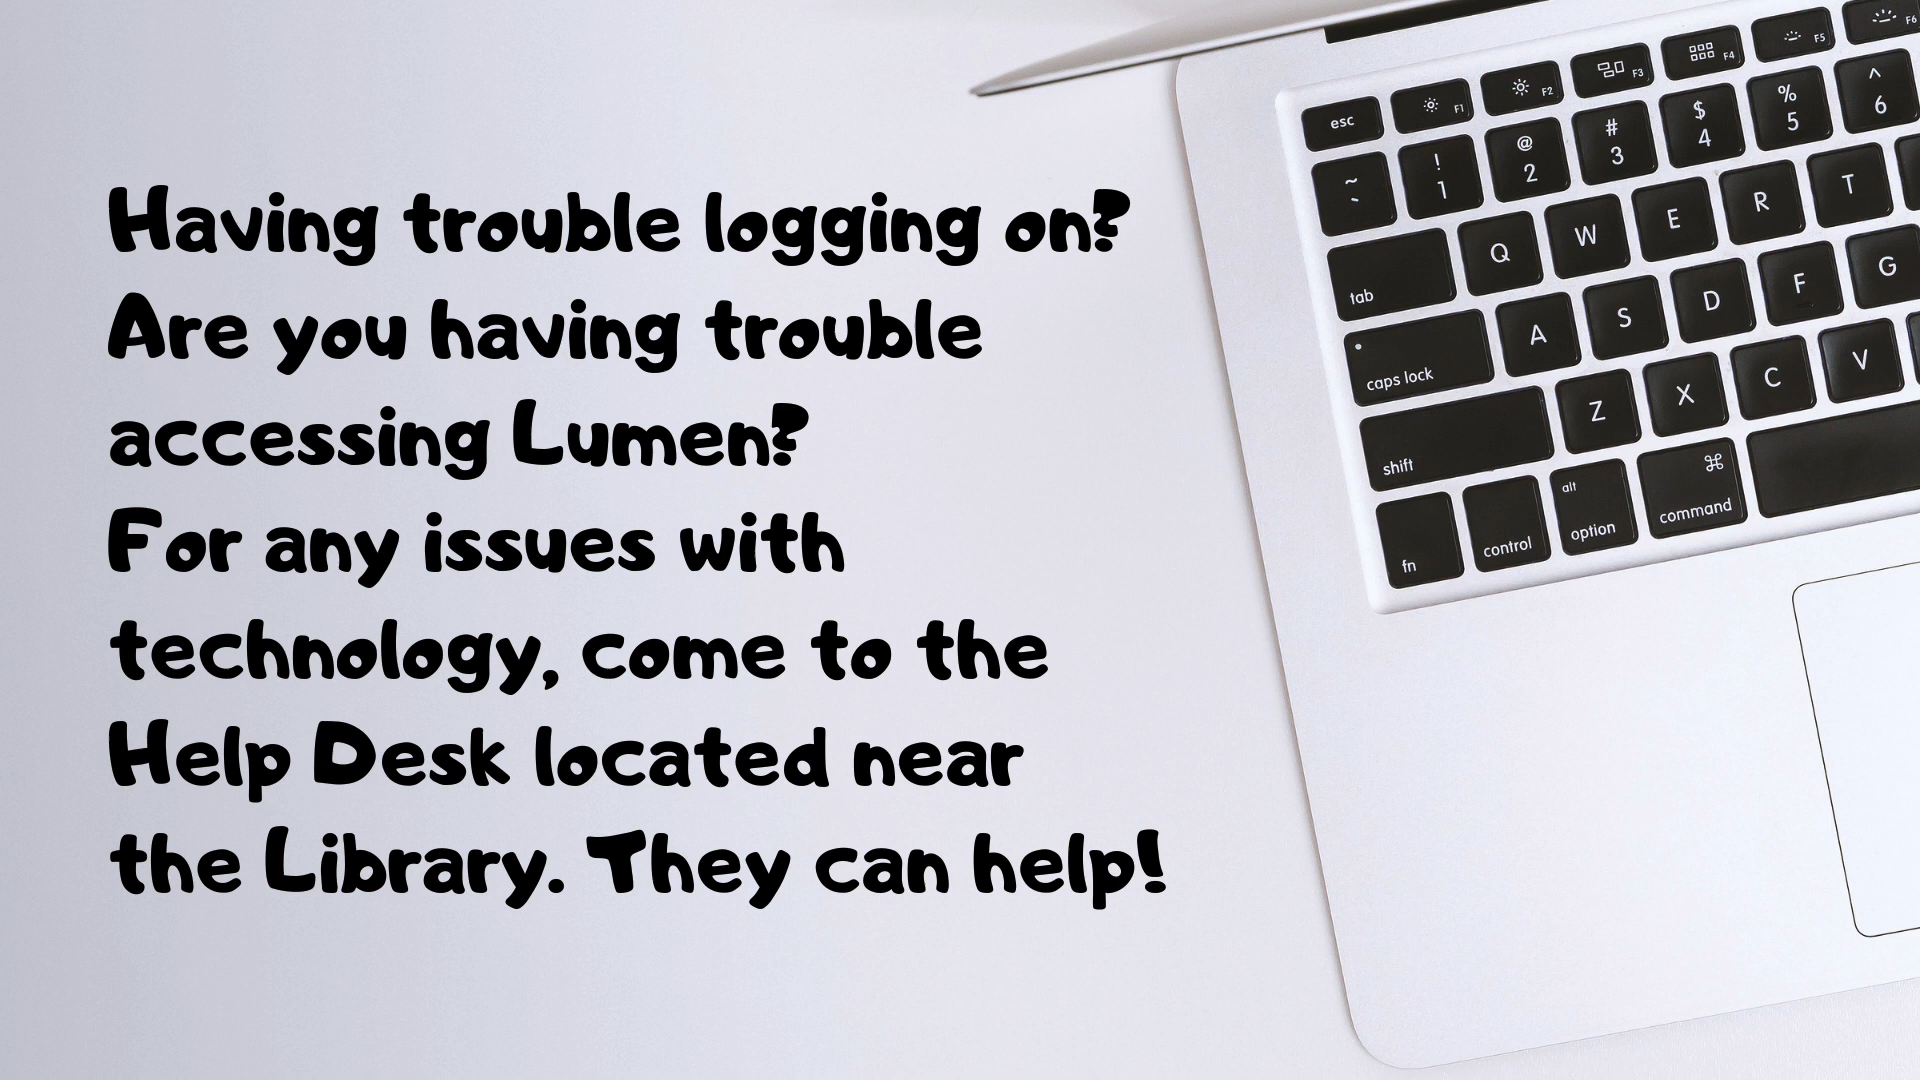 Having trouble logging on?
Are you having trouble
accessing Lumen?
For any issues with
technology, come to the
Help Desk located near
the Library. They can help!
esc F1 F2 F3 F4 F5 F6
~ ` ! 1 @ 2 # 3 $ 4 % 5 ^ 6
tab Q W E R T
caps lock A S D F G
shift Z X C V
fn control alt option ⌘ command